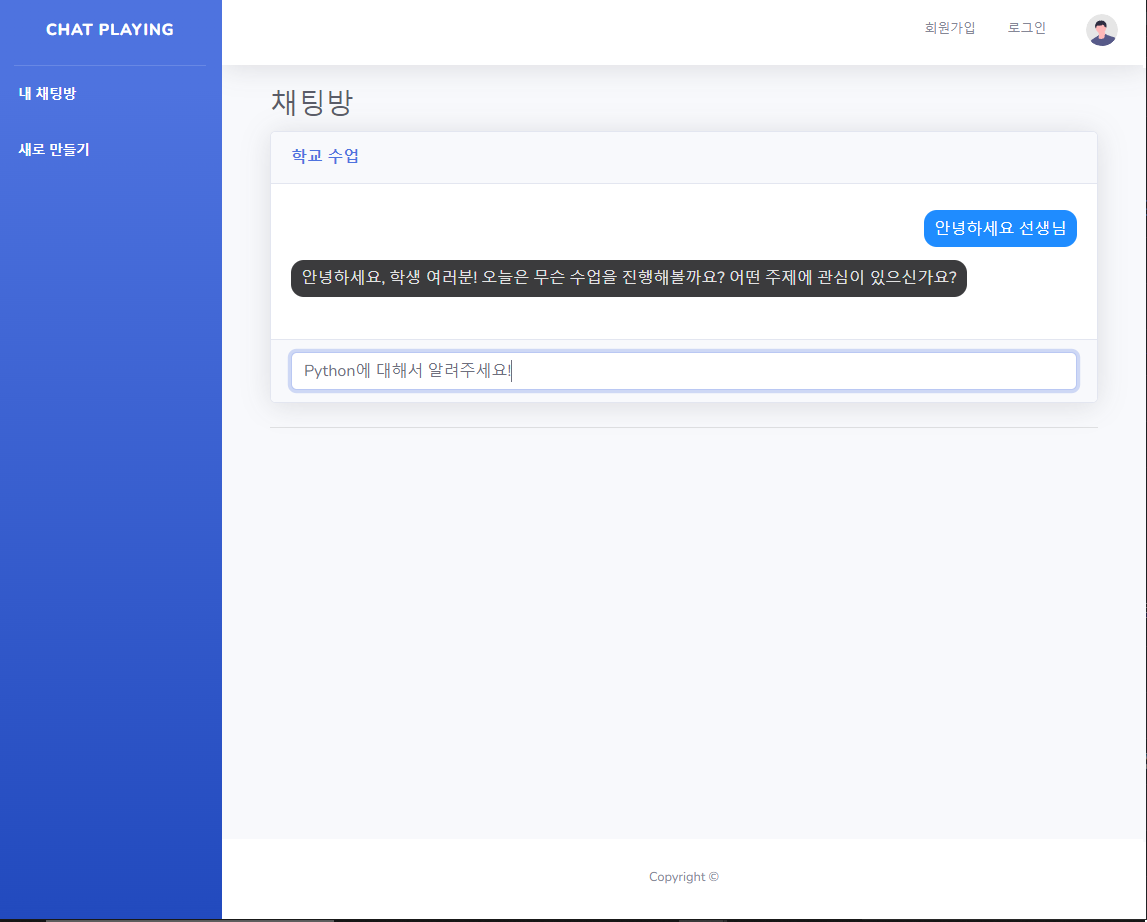 CHAT PLAYING
회원가입
로그인
내 채팅방
새로 만들기
채팅방
학교 수업
안녕하세요 선생님
안녕하세요, 학생 여러분! 오늘은 무슨 수업을 진행해볼까요? 어떤 주제에 관심이 있으신가요?
Python에 대해서 알려주세요!
Copyright ©